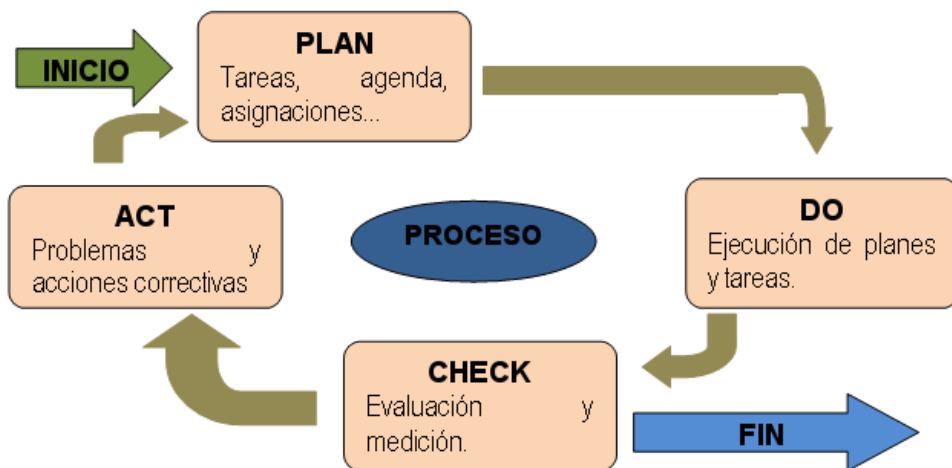 INICIO
PLAN
Tareas, agenda,
asignaciones...
DO
Ejecución de planes
y tareas.
PROCESO
ACT
Problemas y
acciones correctivas
CHECK
Evaluación y
medición.
FIN